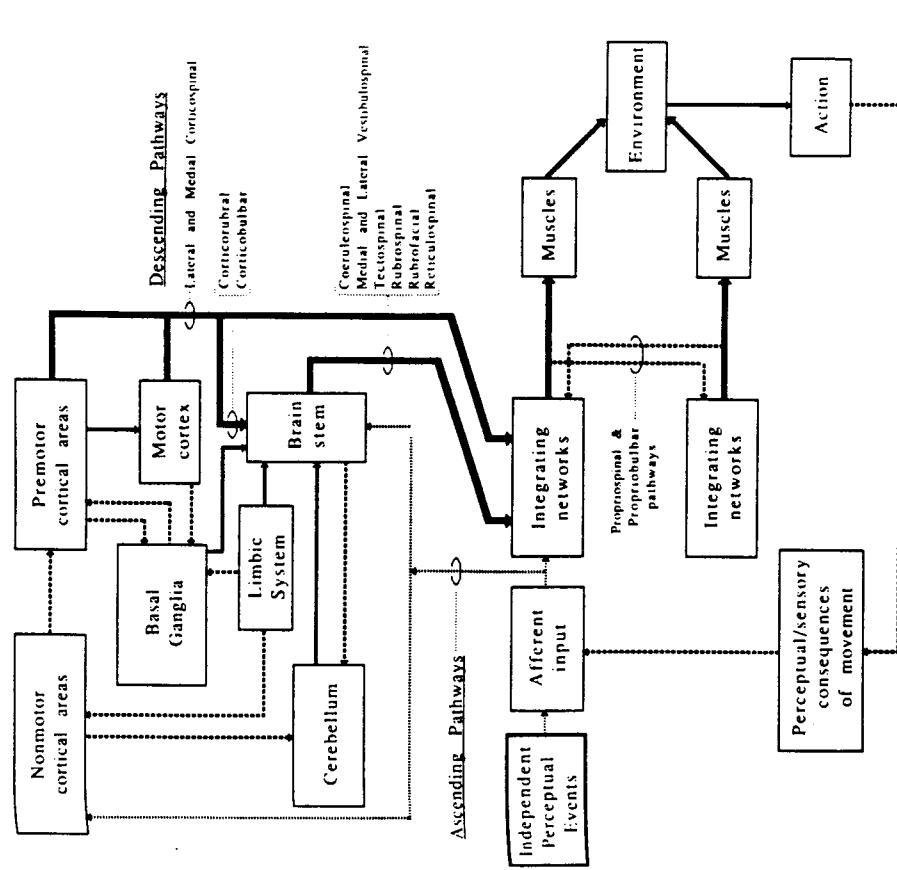 Nonmotor
cortical areas
Premotor
cortical areas
Basal
Ganglia
Motor
cortex
Descending Pathways
Lateral and Medial Corticospinal
Corticorubral
Corticobulbar
Limbic
System
Brain
stem
Cerebellum
Coeruleospinal
Medial and Lateral Vestibulospinal
Tectospinal
Rubrospinal
Rubrofacial
Reticulospinal
Ascending Pathways
Independent
Perceptual
Events
Afferent
input
Integrating
networks
Muscles
Environment
Propriospinal &
Propriobulbar
pathways
Integrating
networks
Muscles
Perceptual/sensory
consequences
of movement
Action